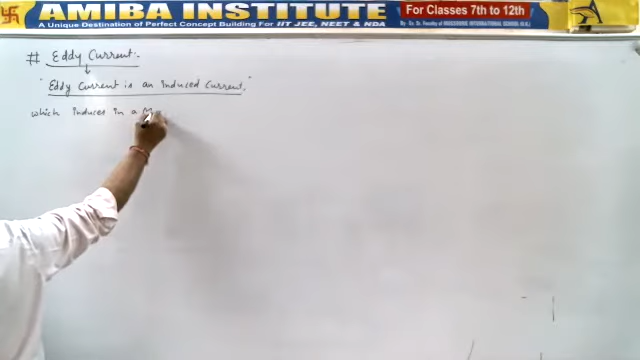 AMIBA INSTITUTE
A Unique Destination of Perfect Concept Building For IIT JEE, NEET & NDA
For Classes 7th to 12th
# Eddy Current:
"Eddy Current is an induced Current."
which induces in a